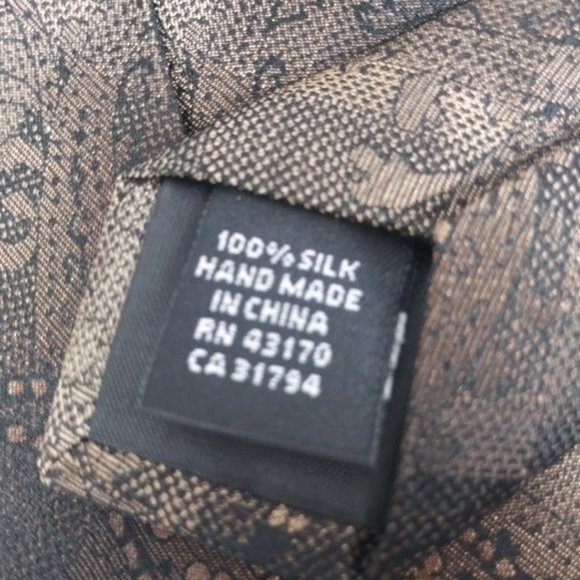 100% SILK
HAND MADE
IN CHINA
RN 43170
CA 31794